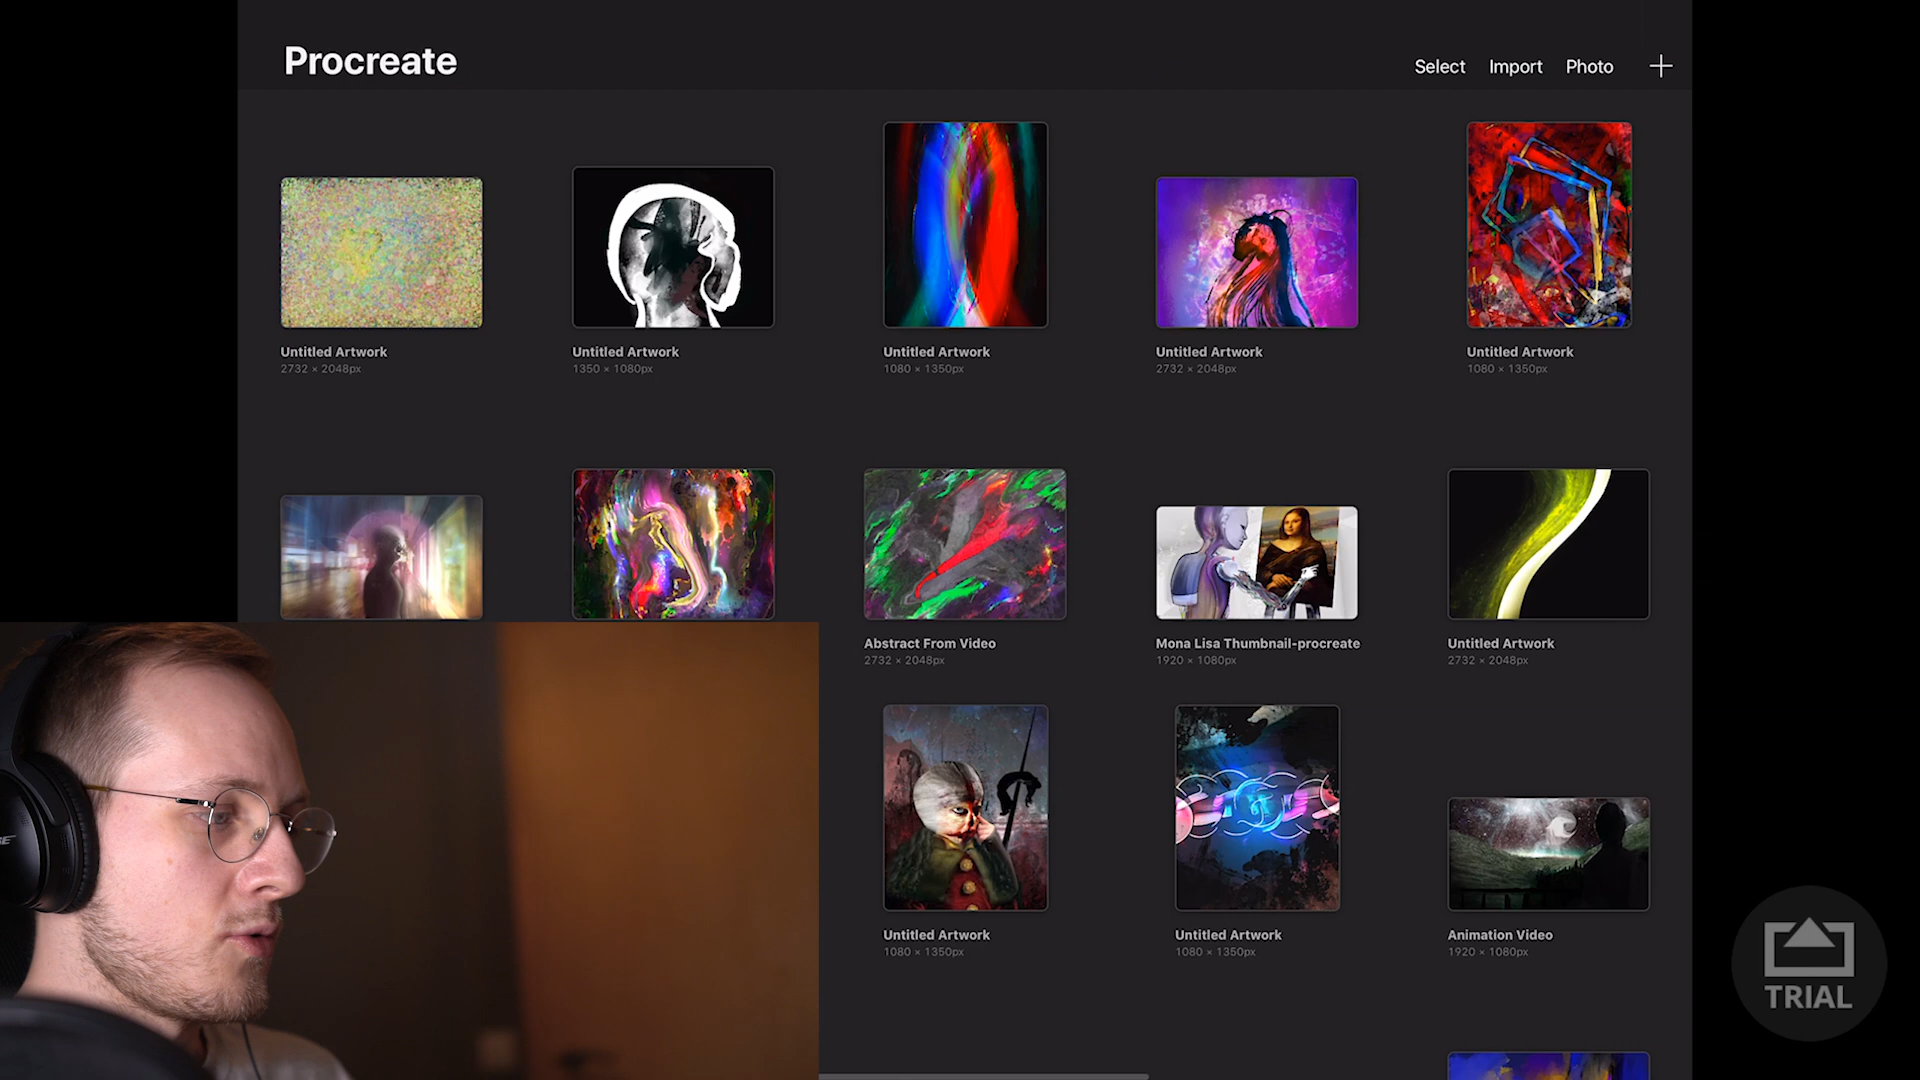 Procreate
Select Import Photo
Untitled Artwork
2732 × 2048px
Untitled Artwork
1350 × 1080px
Untitled Artwork
1080 × 1350px
Untitled Artwork
2732 × 2048px
Untitled Artwork
1080 × 1350px
Abstract From Video
2732 × 2048px
Mona Lisa Thumbnail-procreate
1920 × 1080px
Untitled Artwork
2732 × 2048px
Untitled Artwork
1080 × 1350px
Untitled Artwork
1080 × 1350px
Animation Video
1920 × 1080px
TRIAL